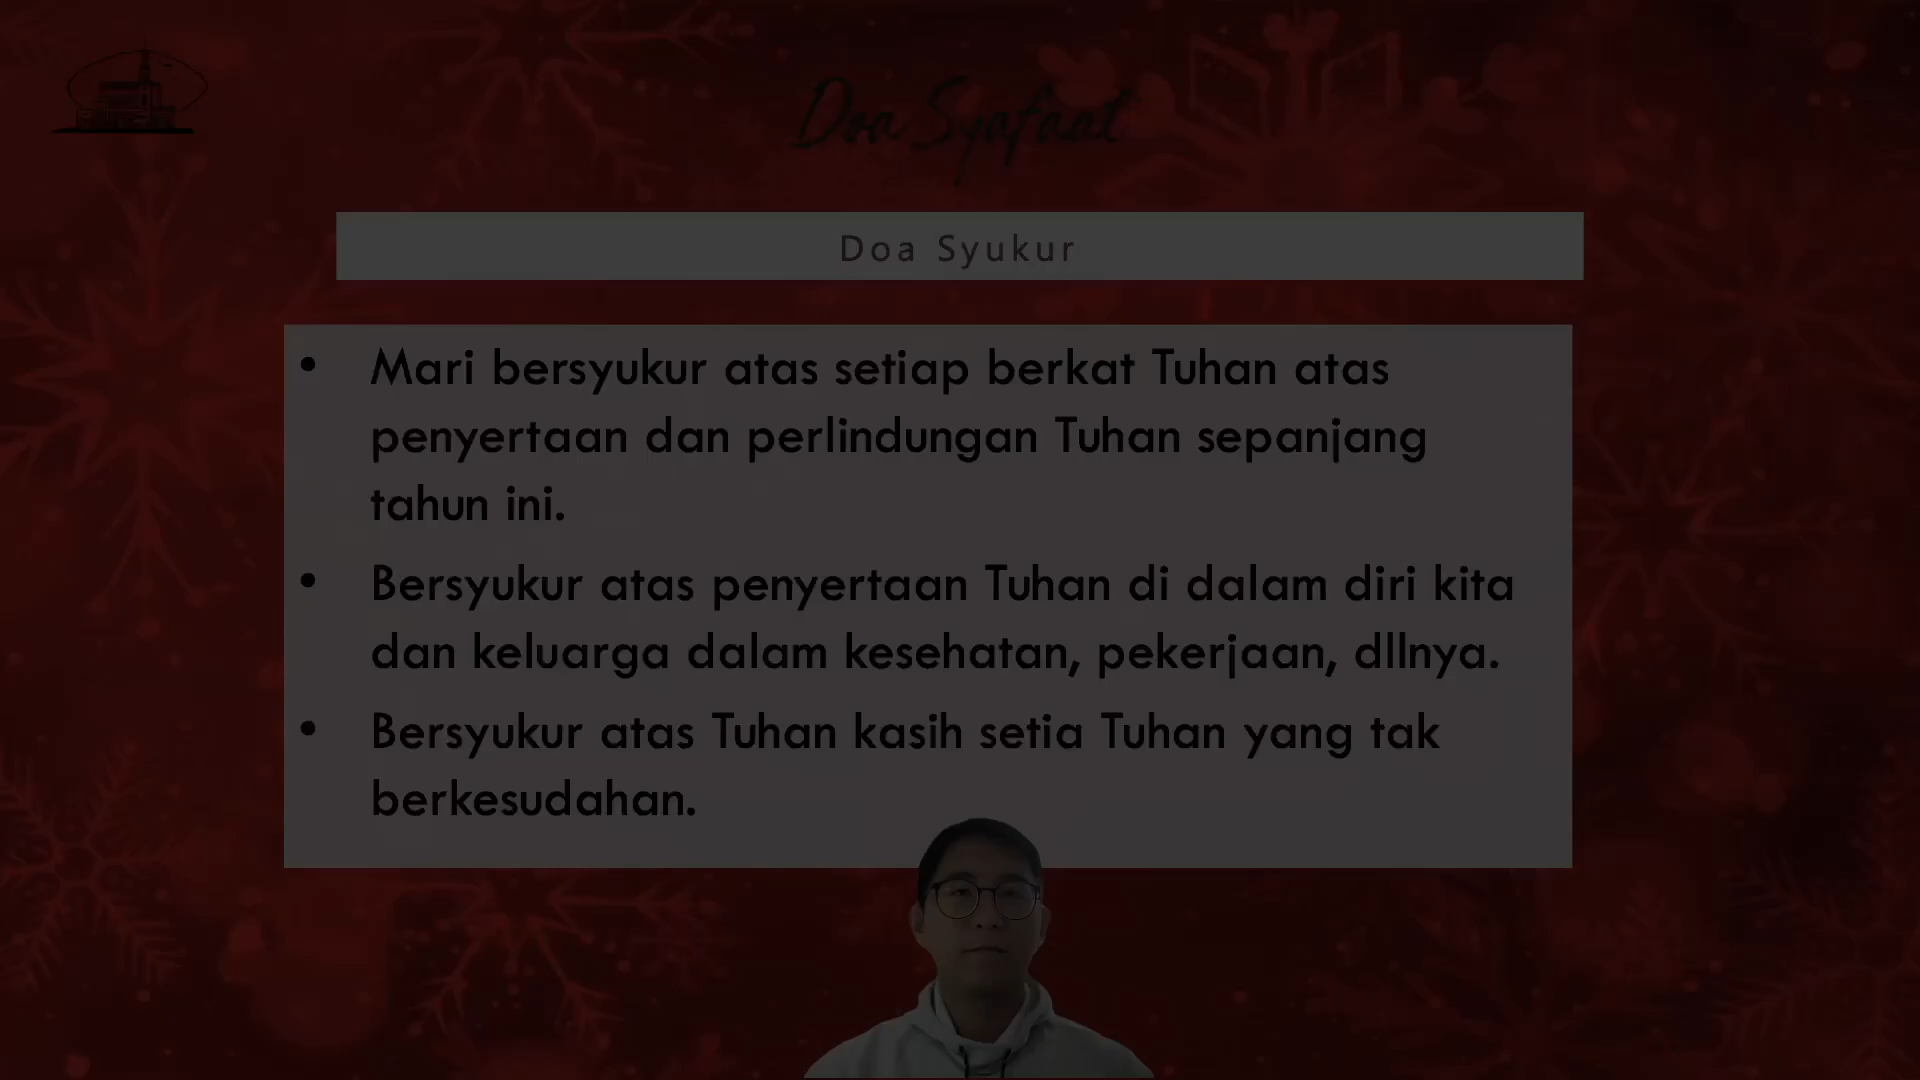 Doa Syafaat
Doa Syukur
• Mari bersyukur atas setiap berkat Tuhan atas
penyertaan dan perlindungan Tuhan sepanjang
tahun ini.
• Bersyukur atas penyertaan Tuhan di dalam diri kita
dan keluarga dalam kesehatan, pekerjaan, dllnya.
• Bersyukur atas Tuhan kasih setia Tuhan yang tak
berkesudahan.